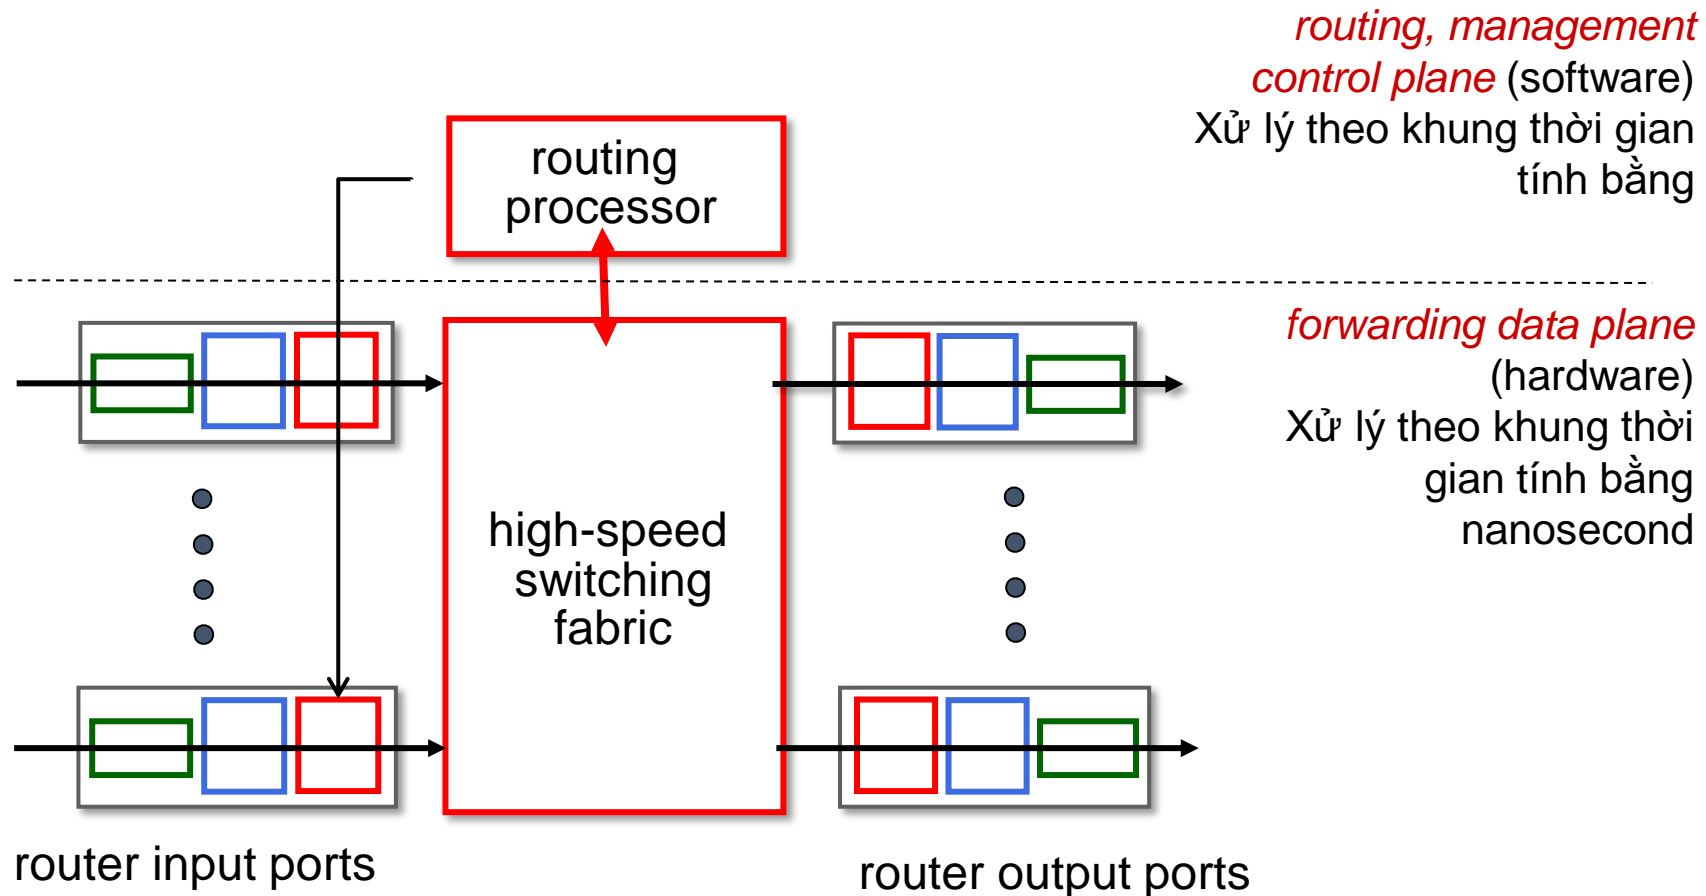 routing, management
control plane (software)
Xử lý theo khung thời gian
tính bằng
routing
processor
forwarding data plane
(hardware)
Xử lý theo khung thời
gian tính bằng
nanosecond
high-speed
switching
fabric
router input ports
router output ports